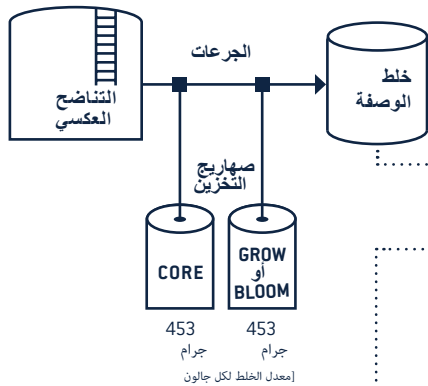 الجرعات
التناضح
العكسي
خلط
الوصفة
صهاريج
التخزين
CORE
GROW
أو
BLOOM
453
جرام
453
جرام
[معدل الخلط لكل جالون